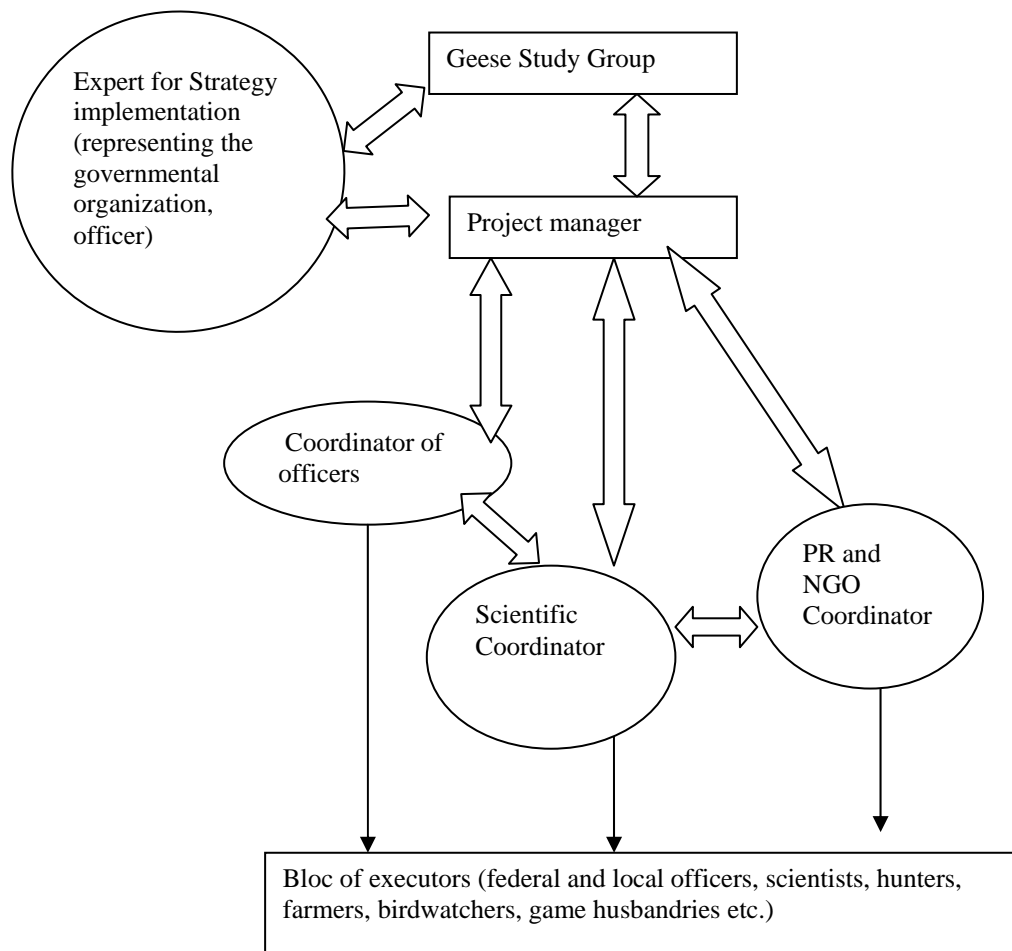 Geese Study Group
Expert for Strategy
implementation
(representing the
governmental
organization,
officer)
Project manager
Coordinator of
officers
PR and
NGO
Coordinator
Scientific
Coordinator
Bloc of executors (federal and local officers, scientists, hunters,
farmers, birdwatchers, game husbandries etc.)